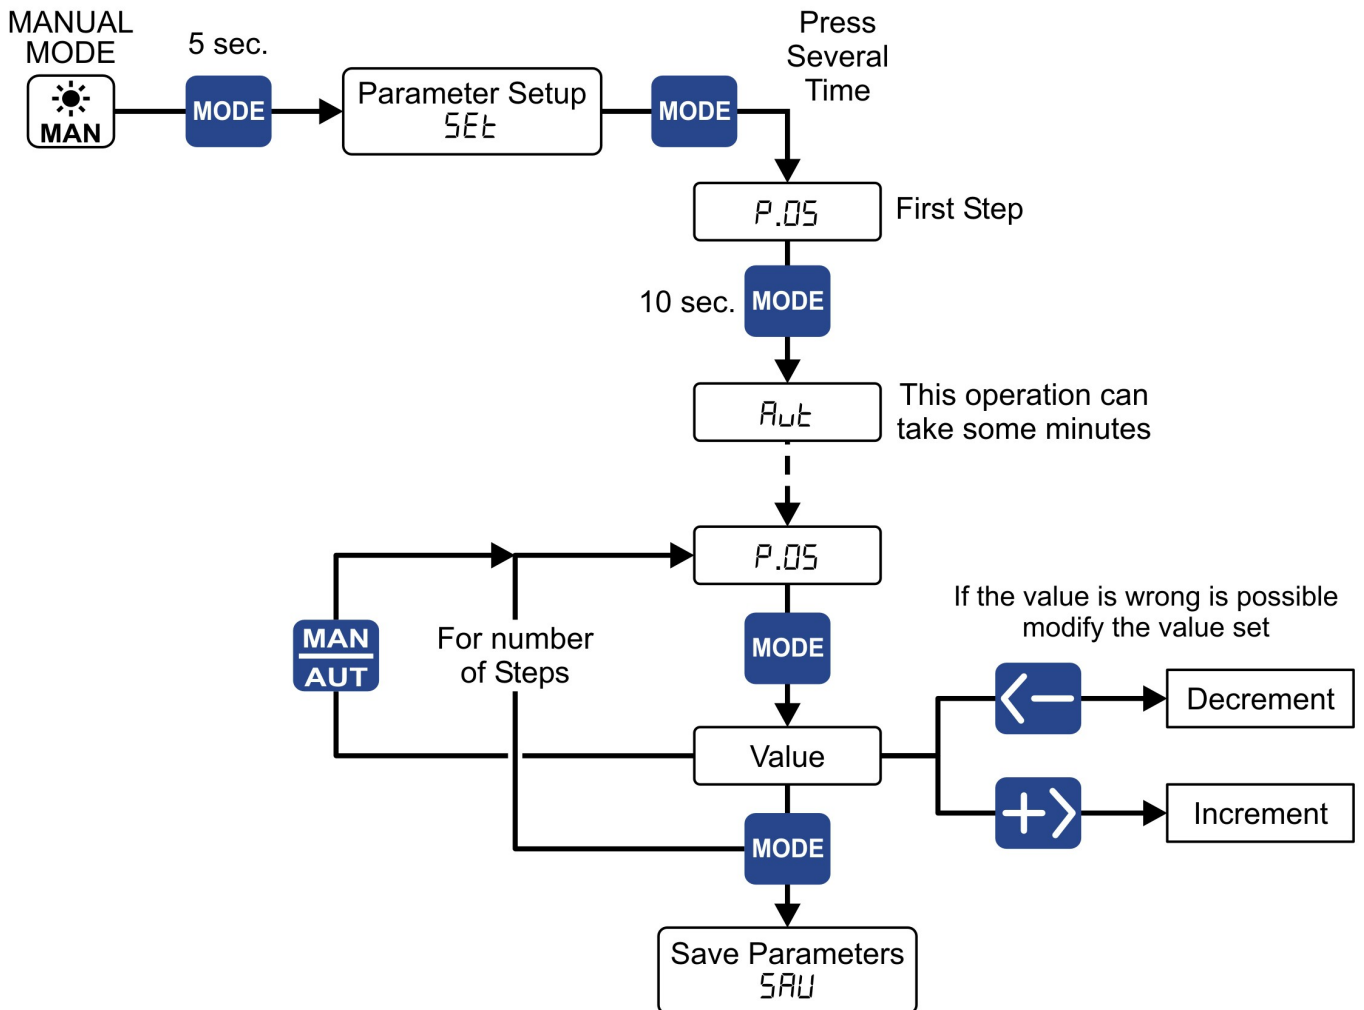 MANUAL
MODE
MAN
5 sec.
MODE
Parameter Setup
SEt
MODE
Press
Several
Time
P.05
First Step
10 sec.
MODE
Aut
This operation can
take some minutes
P.05
MAN
AUT
For number
of Steps
MODE
If the value is wrong is possible
modify the value set
Decrement
Value
Increment
MODE
Save Parameters
SAU